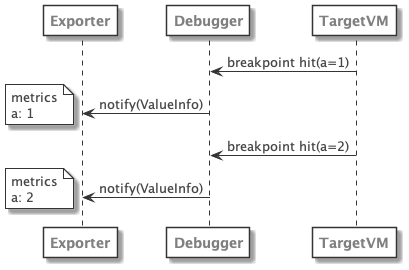 Exporter Debugger TargetVM
breakpoint hit(a=1)
metrics
a: 1
notify(ValueInfo)
breakpoint hit(a=2)
metrics
a: 2
notify(ValueInfo)
Exporter Debugger TargetVM